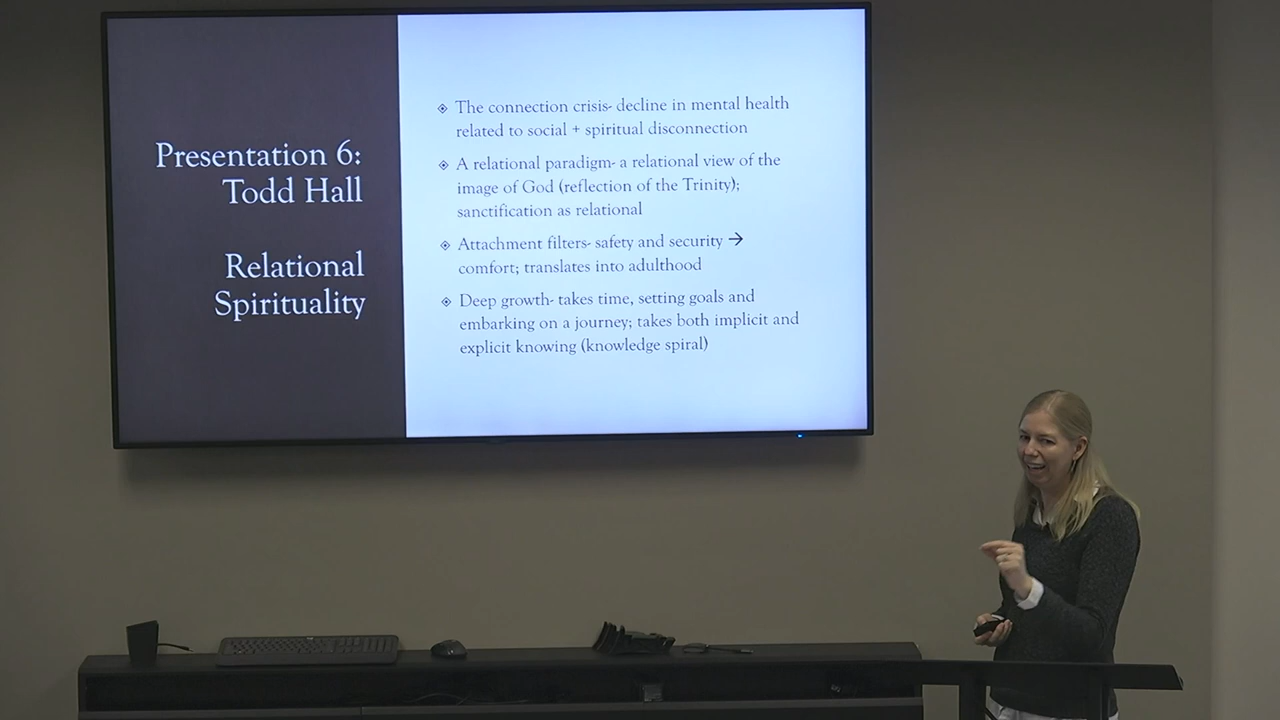 Presentation 6:
Todd Hall
Relational
Spirituality
The connection crisis- decline in mental health
related to social + spiritual disconnection
A relational paradigm- a relational view of the
image of God (reflection of the Trinity);
sanctification as relational
Attachment filters- safety and security →
comfort; translates into adulthood
Deep growth- takes time, setting goals and
embarking on a journey; takes both implicit and
explicit knowing (knowledge spiral)